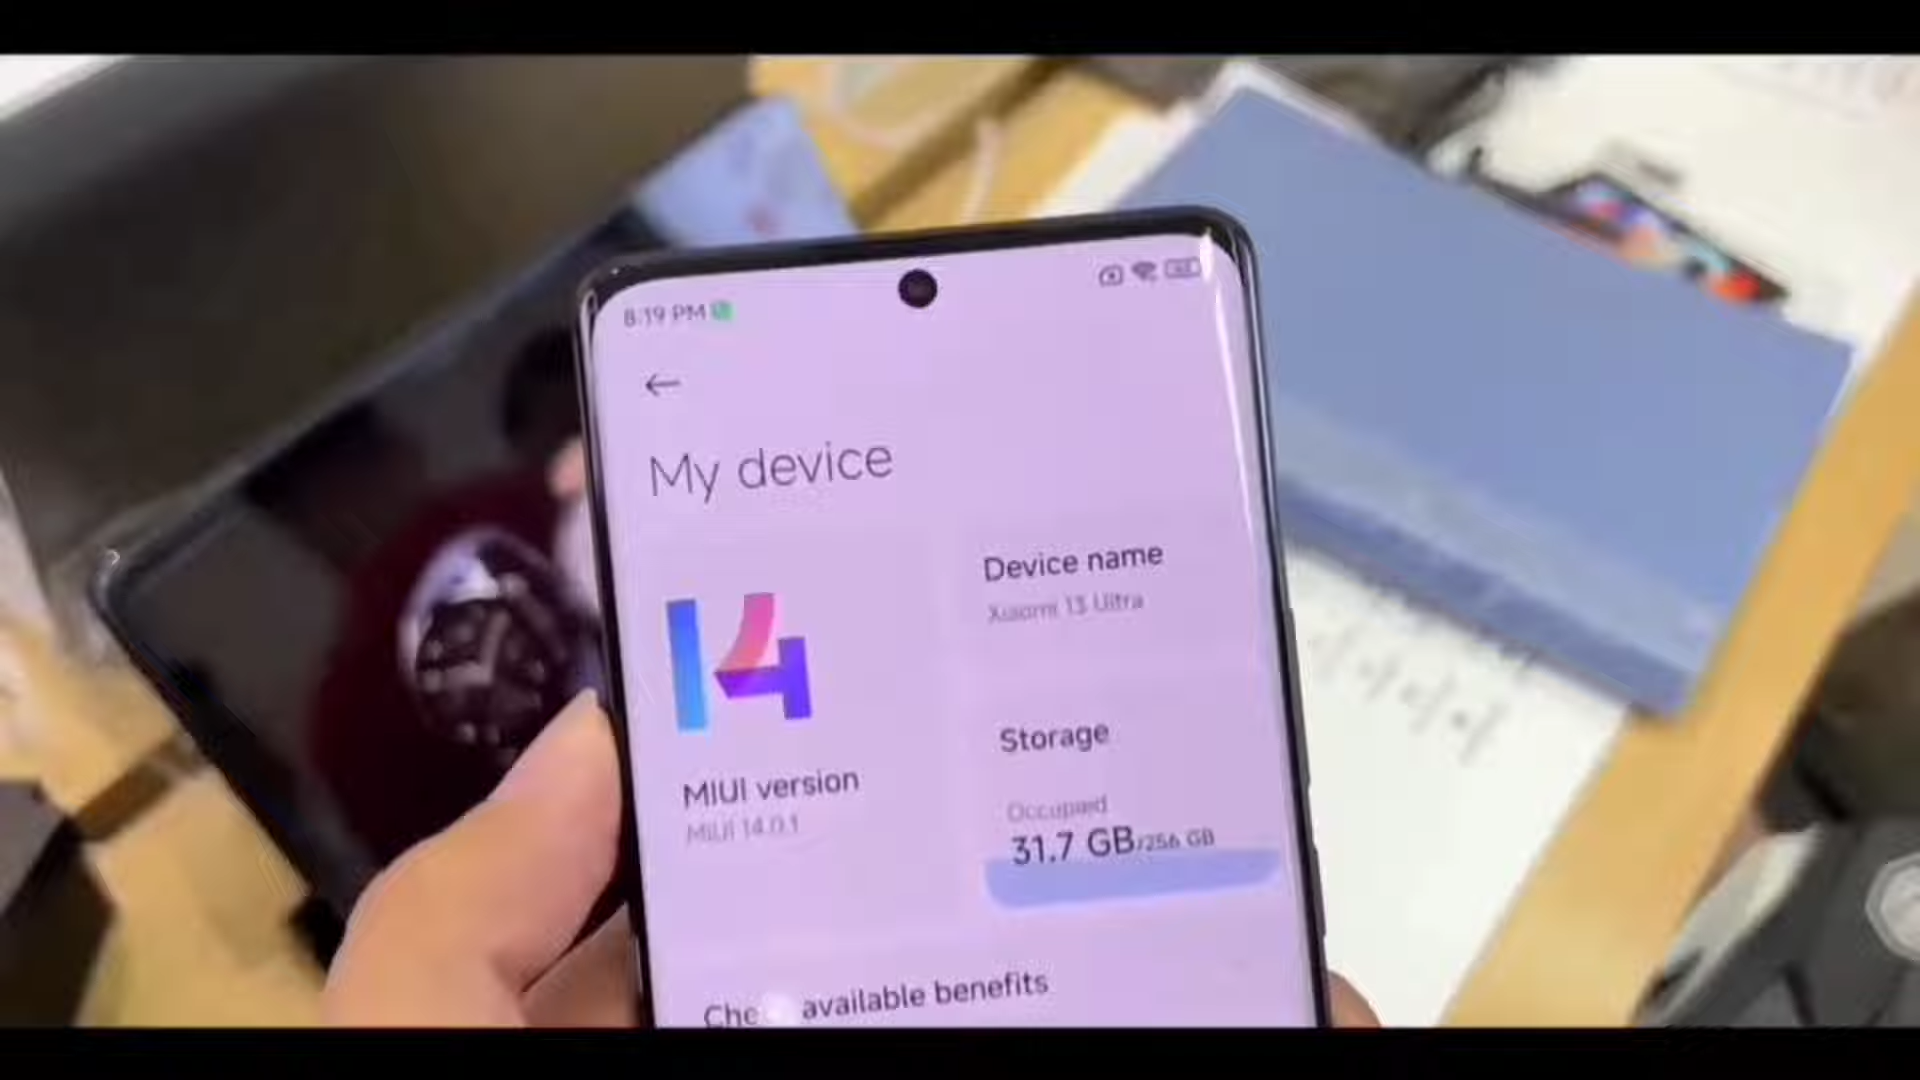 8:19 PM
My device
14
Device name
Xiaomi 13 Ultra
MIUI version
MIUI 14.0.1
Storage
Occupied
31.7 GB/256 GB
available benefits